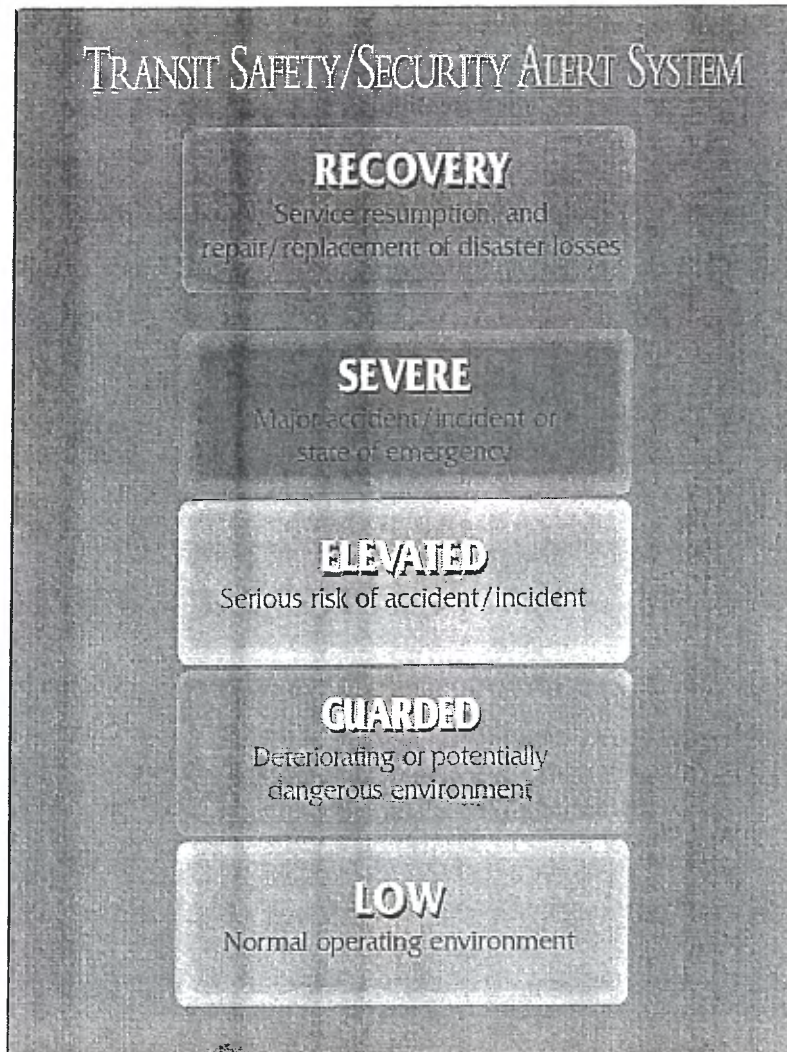 TRANSIT SAFETY/SECURITY ALERT SYSTEM
RECOVERY
Service resumption, and
repair/replacement of disaster losses
SEVERE
Major accident/incident or
state of emergency
ELEVATED
Serious risk of accident/incident
GUARDED
Deteriorating or potentially
dangerous environment
LOW
Normal operating environment